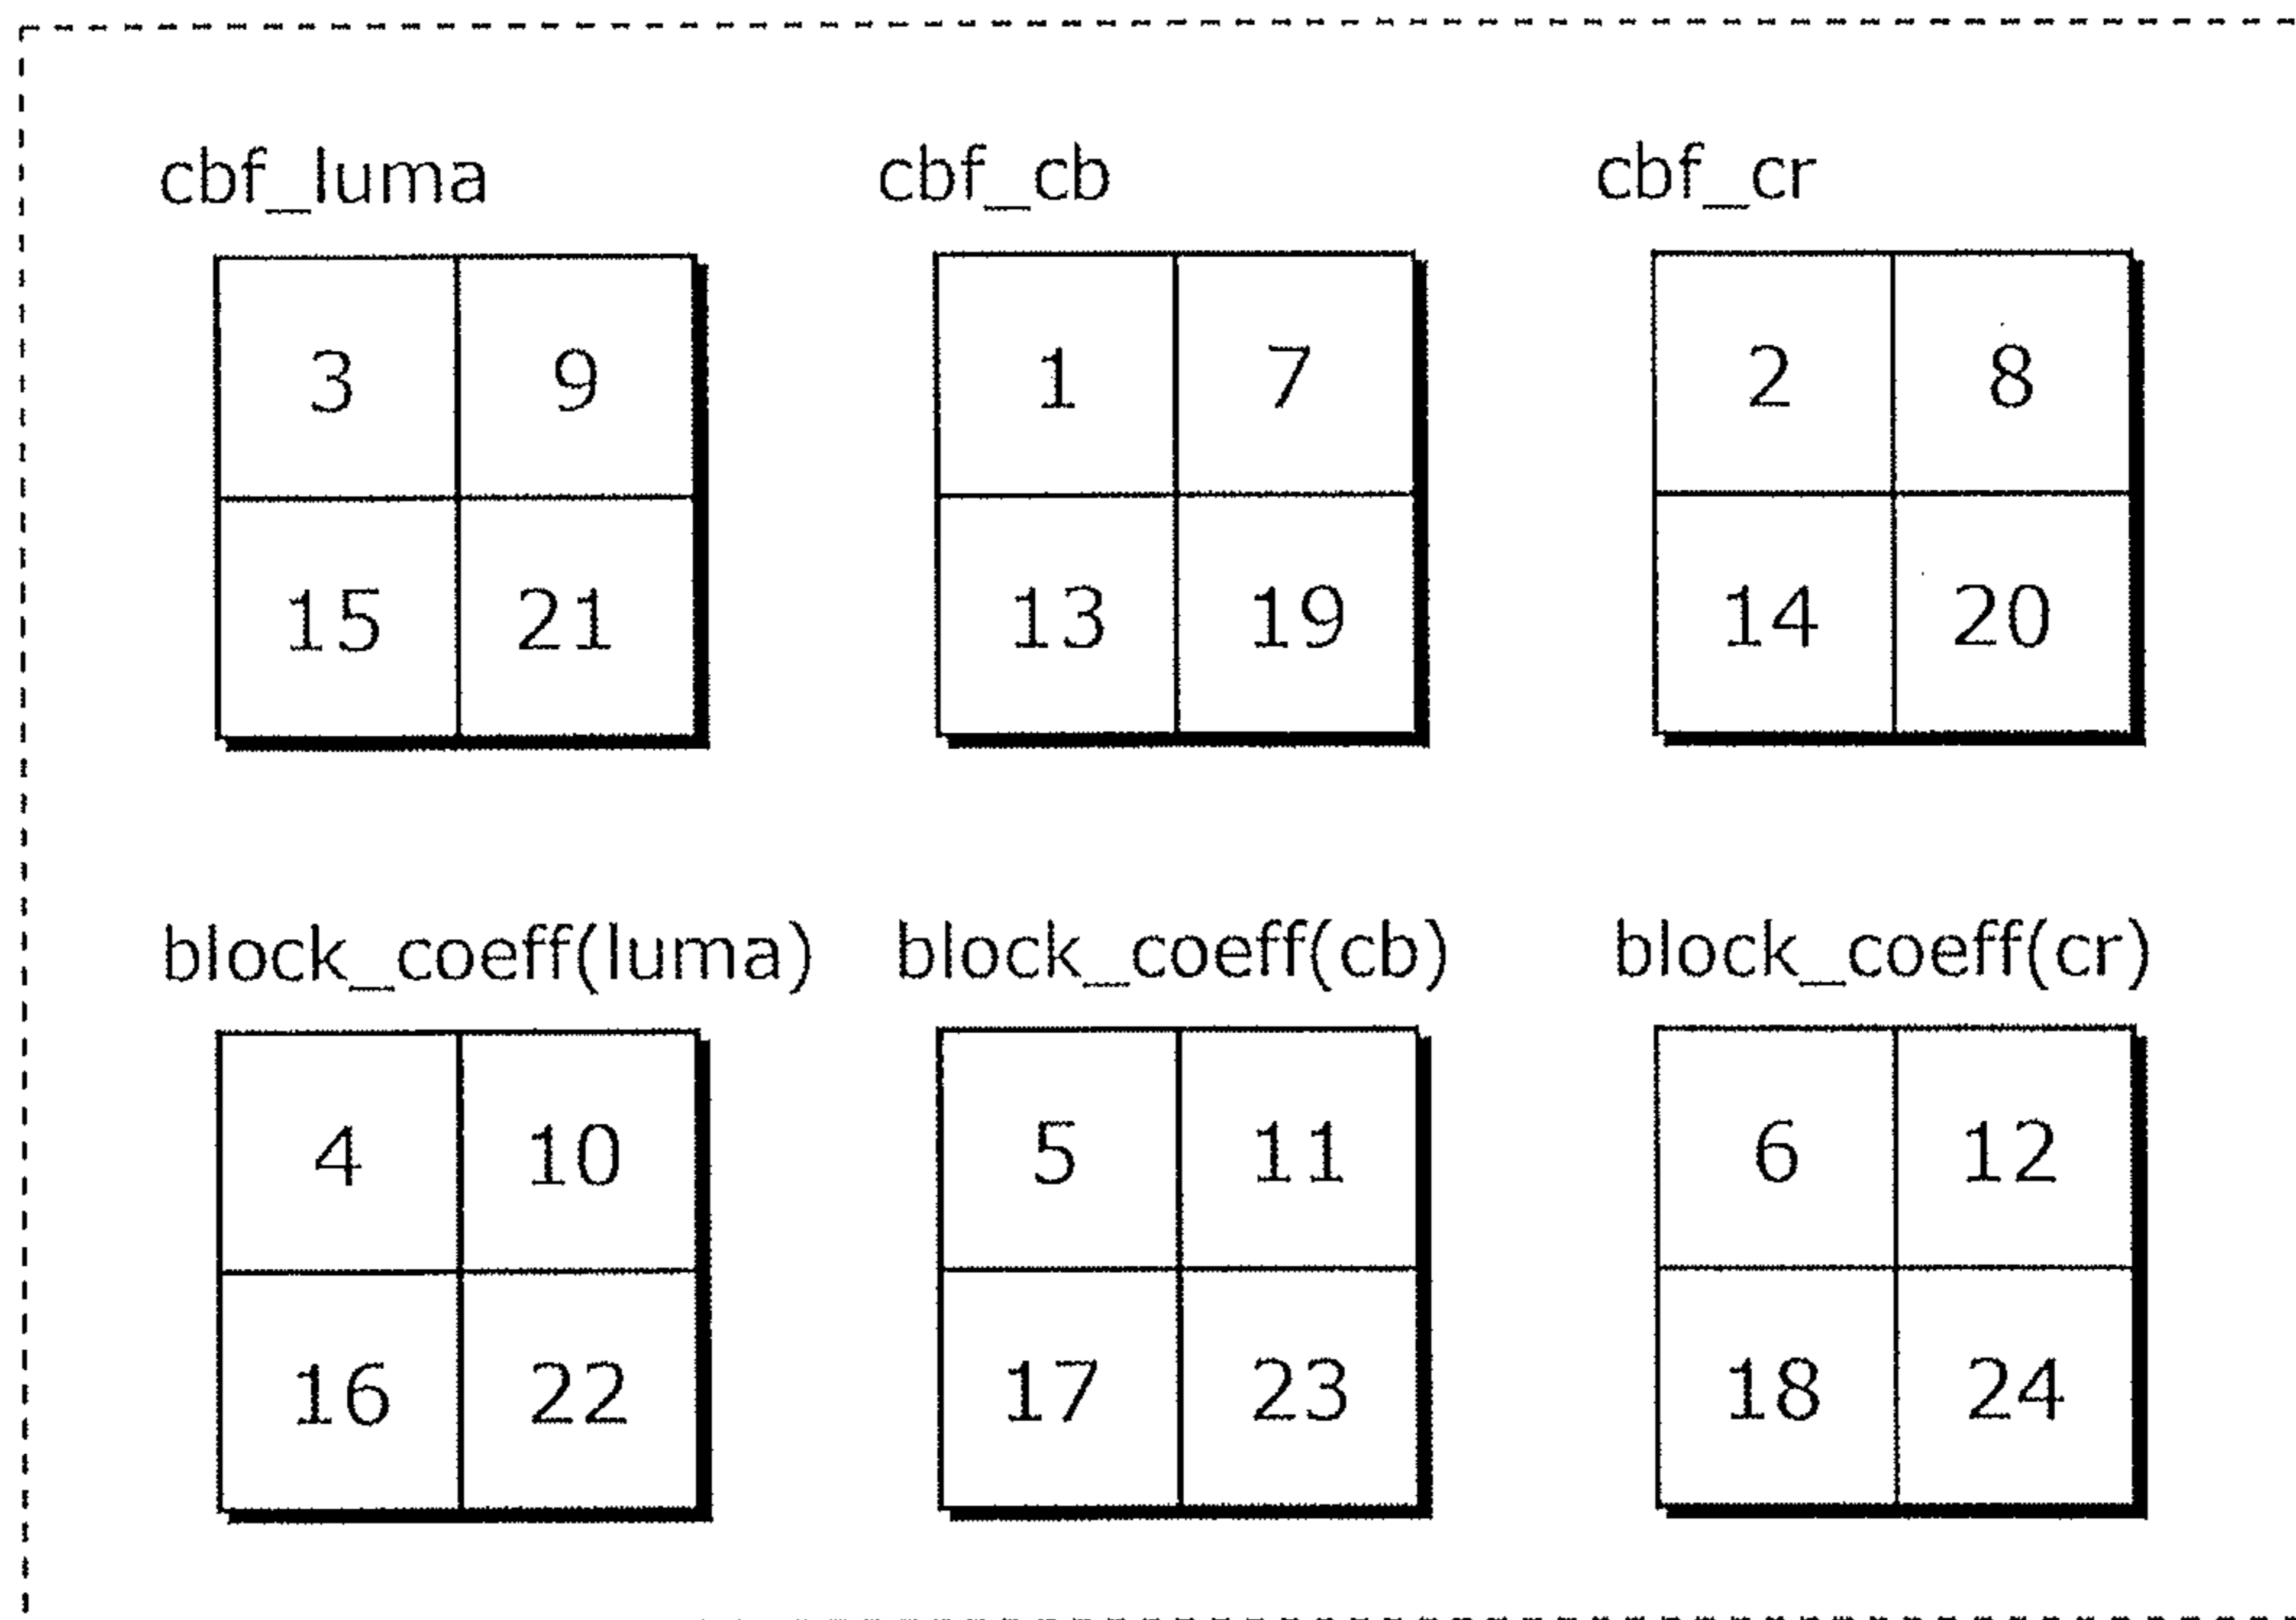 cbf_luma cbf_cb cbf_cr
3 9 1 7 2 8
15 21 13 19 14 20
block_coeff(luma) block_coeff(cb) block_coeff(cr)
4 10 5 11 6 12
16 22 17 23 18 24